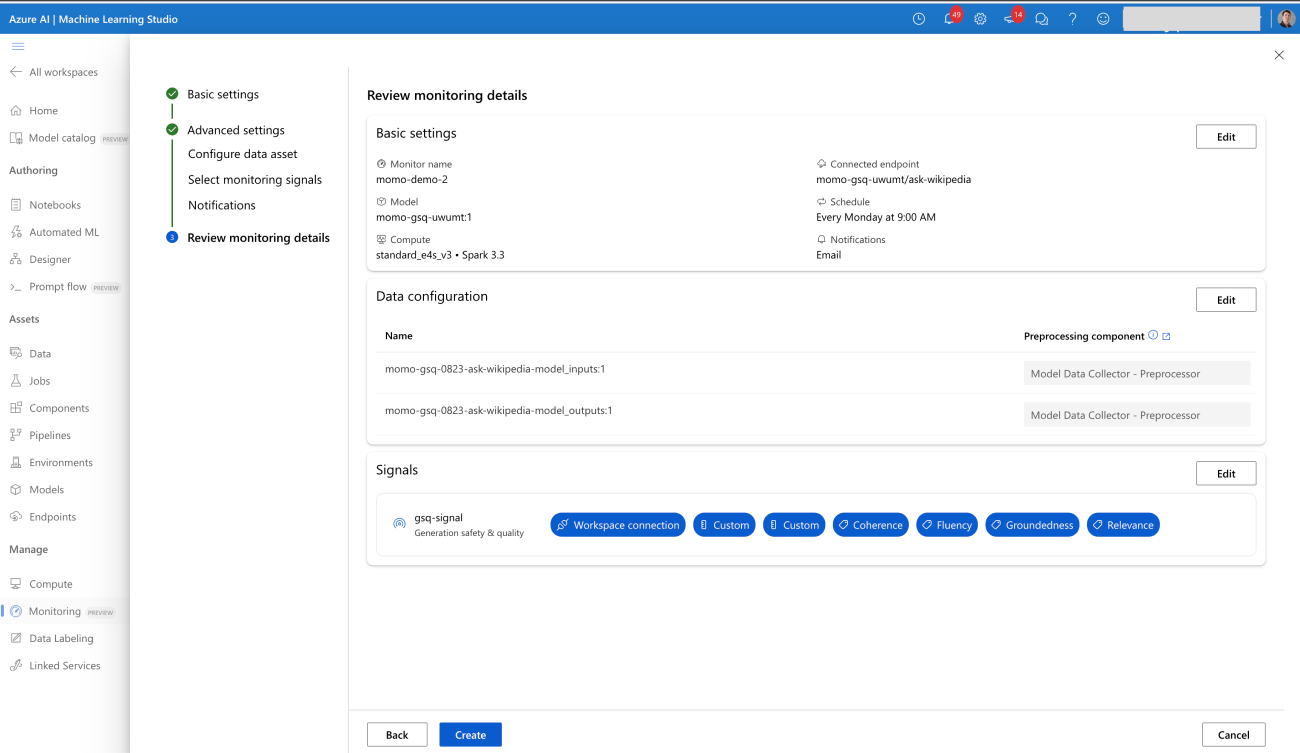 Azure AI | Machine Learning Studio
49
14
All workspaces
Home
Model catalog PREVIEW
Authoring
Notebooks
Automated ML
Designer
Prompt flow PREVIEW
Assets
Data
Jobs
Components
Pipelines
Environments
Models
Endpoints
Manage
Compute
Monitoring PREVIEW
Data Labeling
Linked Services
Basic settings
Advanced settings
Configure data asset
Select monitoring signals
Notifications
3 Review monitoring details
Review monitoring details
Basic settings
Edit
Monitor name
momo-demo-2
Connected endpoint
momo-gsq-uwumt/ask-wikipedia
Model
momo-gsq-uwumt:1
Schedule
Every Monday at 9:00 AM
Compute
standard_e4s_v3 • Spark 3.3
Notifications
Email
Data configuration
Edit
Name
Preprocessing component
momo-gsq-0823-ask-wikipedia-model_inputs:1
Model Data Collector - Preprocessor
momo-gsq-0823-ask-wikipedia-model_outputs:1
Model Data Collector - Preprocessor
Signals
Edit
gsq-signal
Generation safety & quality
Workspace connection
Custom
Custom
Coherence
Fluency
Groundedness
Relevance
Back
Create
Cancel